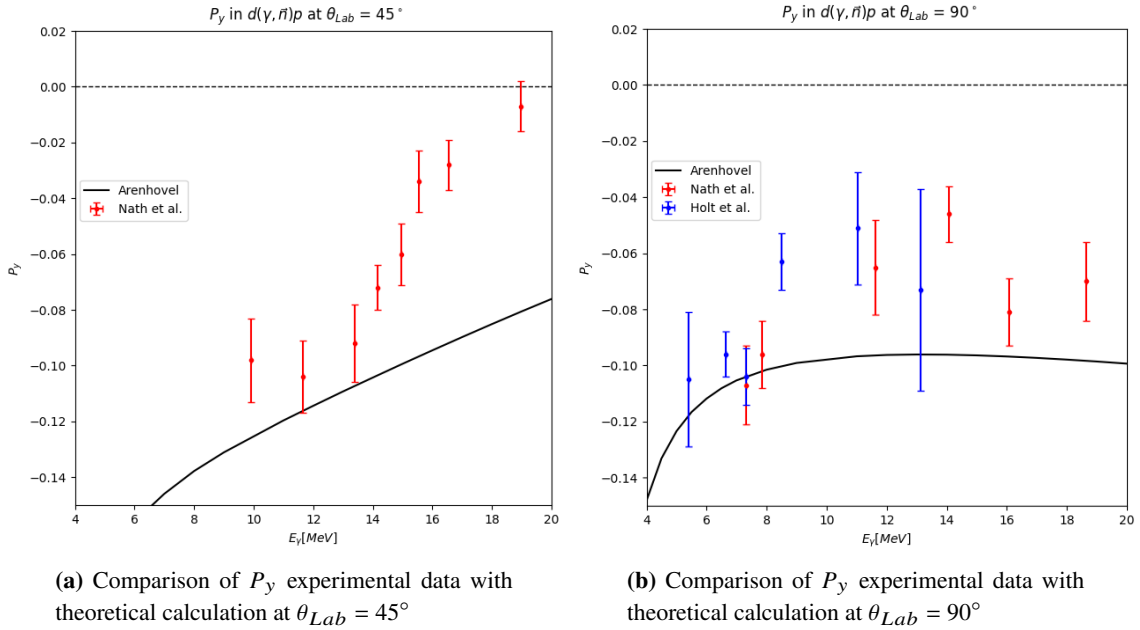 P_y in d(γ, n⃗)p at θ_Lab = 45°
0.02
0.00
−0.02
−0.04
−0.06
−0.08
−0.10
−0.12
−0.14
P_y
Arenhovel
Nath et al.
4 6 8 10 12 14 16 18 20
E_γ[MeV]
(a) Comparison of P_y experimental data with
theoretical calculation at θ_Lab = 45°
P_y in d(γ, n⃗)p at θ_Lab = 90°
0.02
0.00
−0.02
−0.04
−0.06
−0.08
−0.10
−0.12
−0.14
P_y
Arenhovel
Nath et al.
Holt et al.
4 6 8 10 12 14 16 18 20
E_γ[MeV]
(b) Comparison of P_y experimental data with
theoretical calculation at θ_Lab = 90°